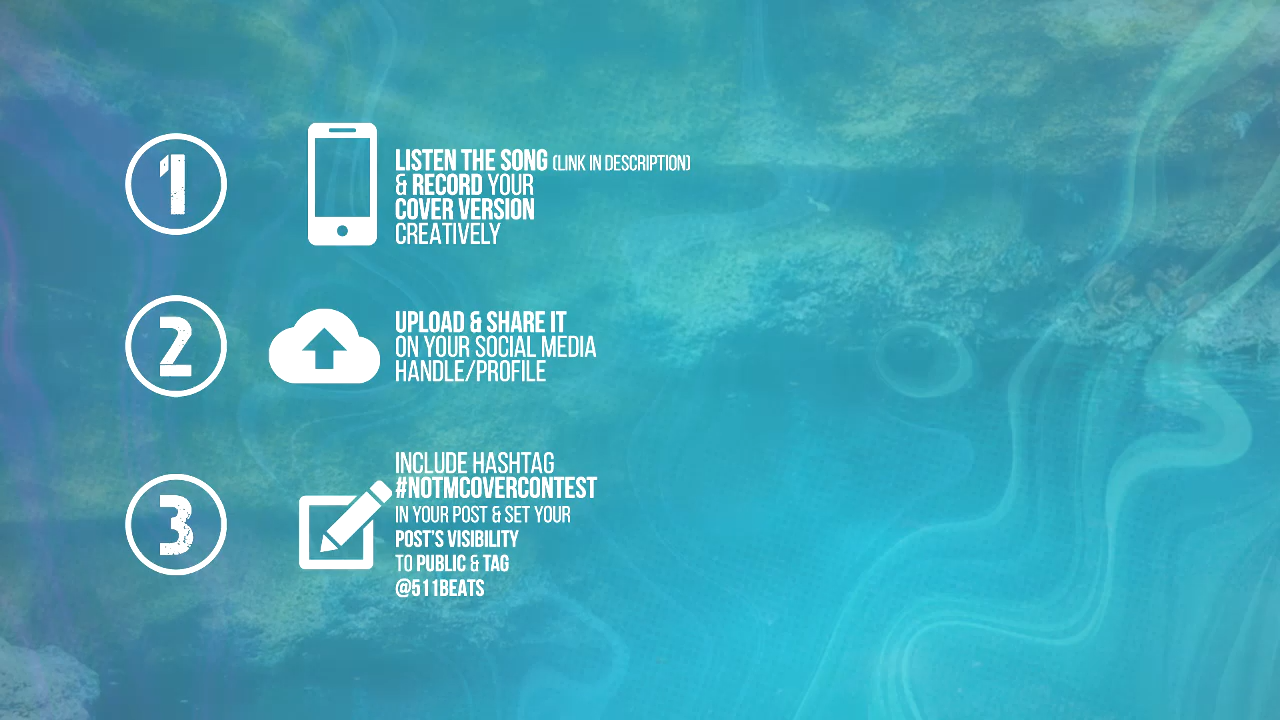 1
LISTEN THE SONG (LINK IN DESCRIPTION)
& RECORD YOUR
COVER VERSION
CREATIVELY
2
UPLOAD & SHARE IT
ON YOUR SOCIAL MEDIA
HANDLE/PROFILE
3
INCLUDE HASHTAG
#NOTMCOVERCONTEST
IN YOUR POST & SET YOUR
POST'S VISIBILITY
TO PUBLIC & TAG
@511BEATS